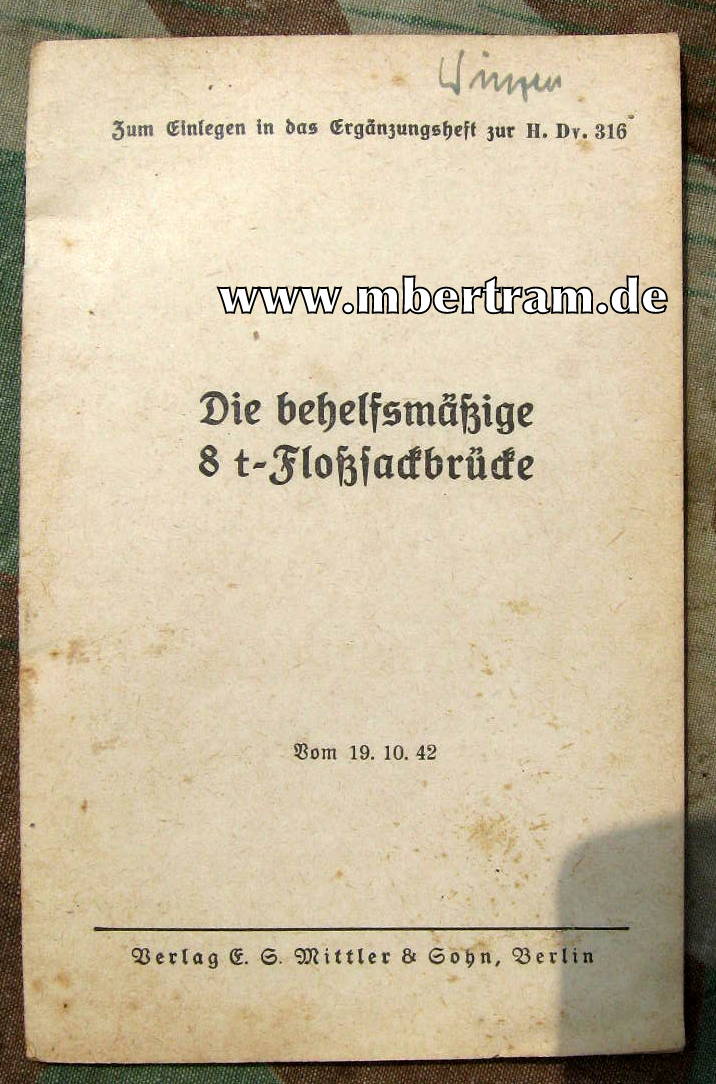 Zum Einlegen in das Ergänzungsheft zur H. Dv. 316
www.mbertram.de
Die behelfsmäßige
8 t-Floßsackbrücke
Vom 19. 10. 42
Verlag E. S. Mittler & Sohn, Berlin